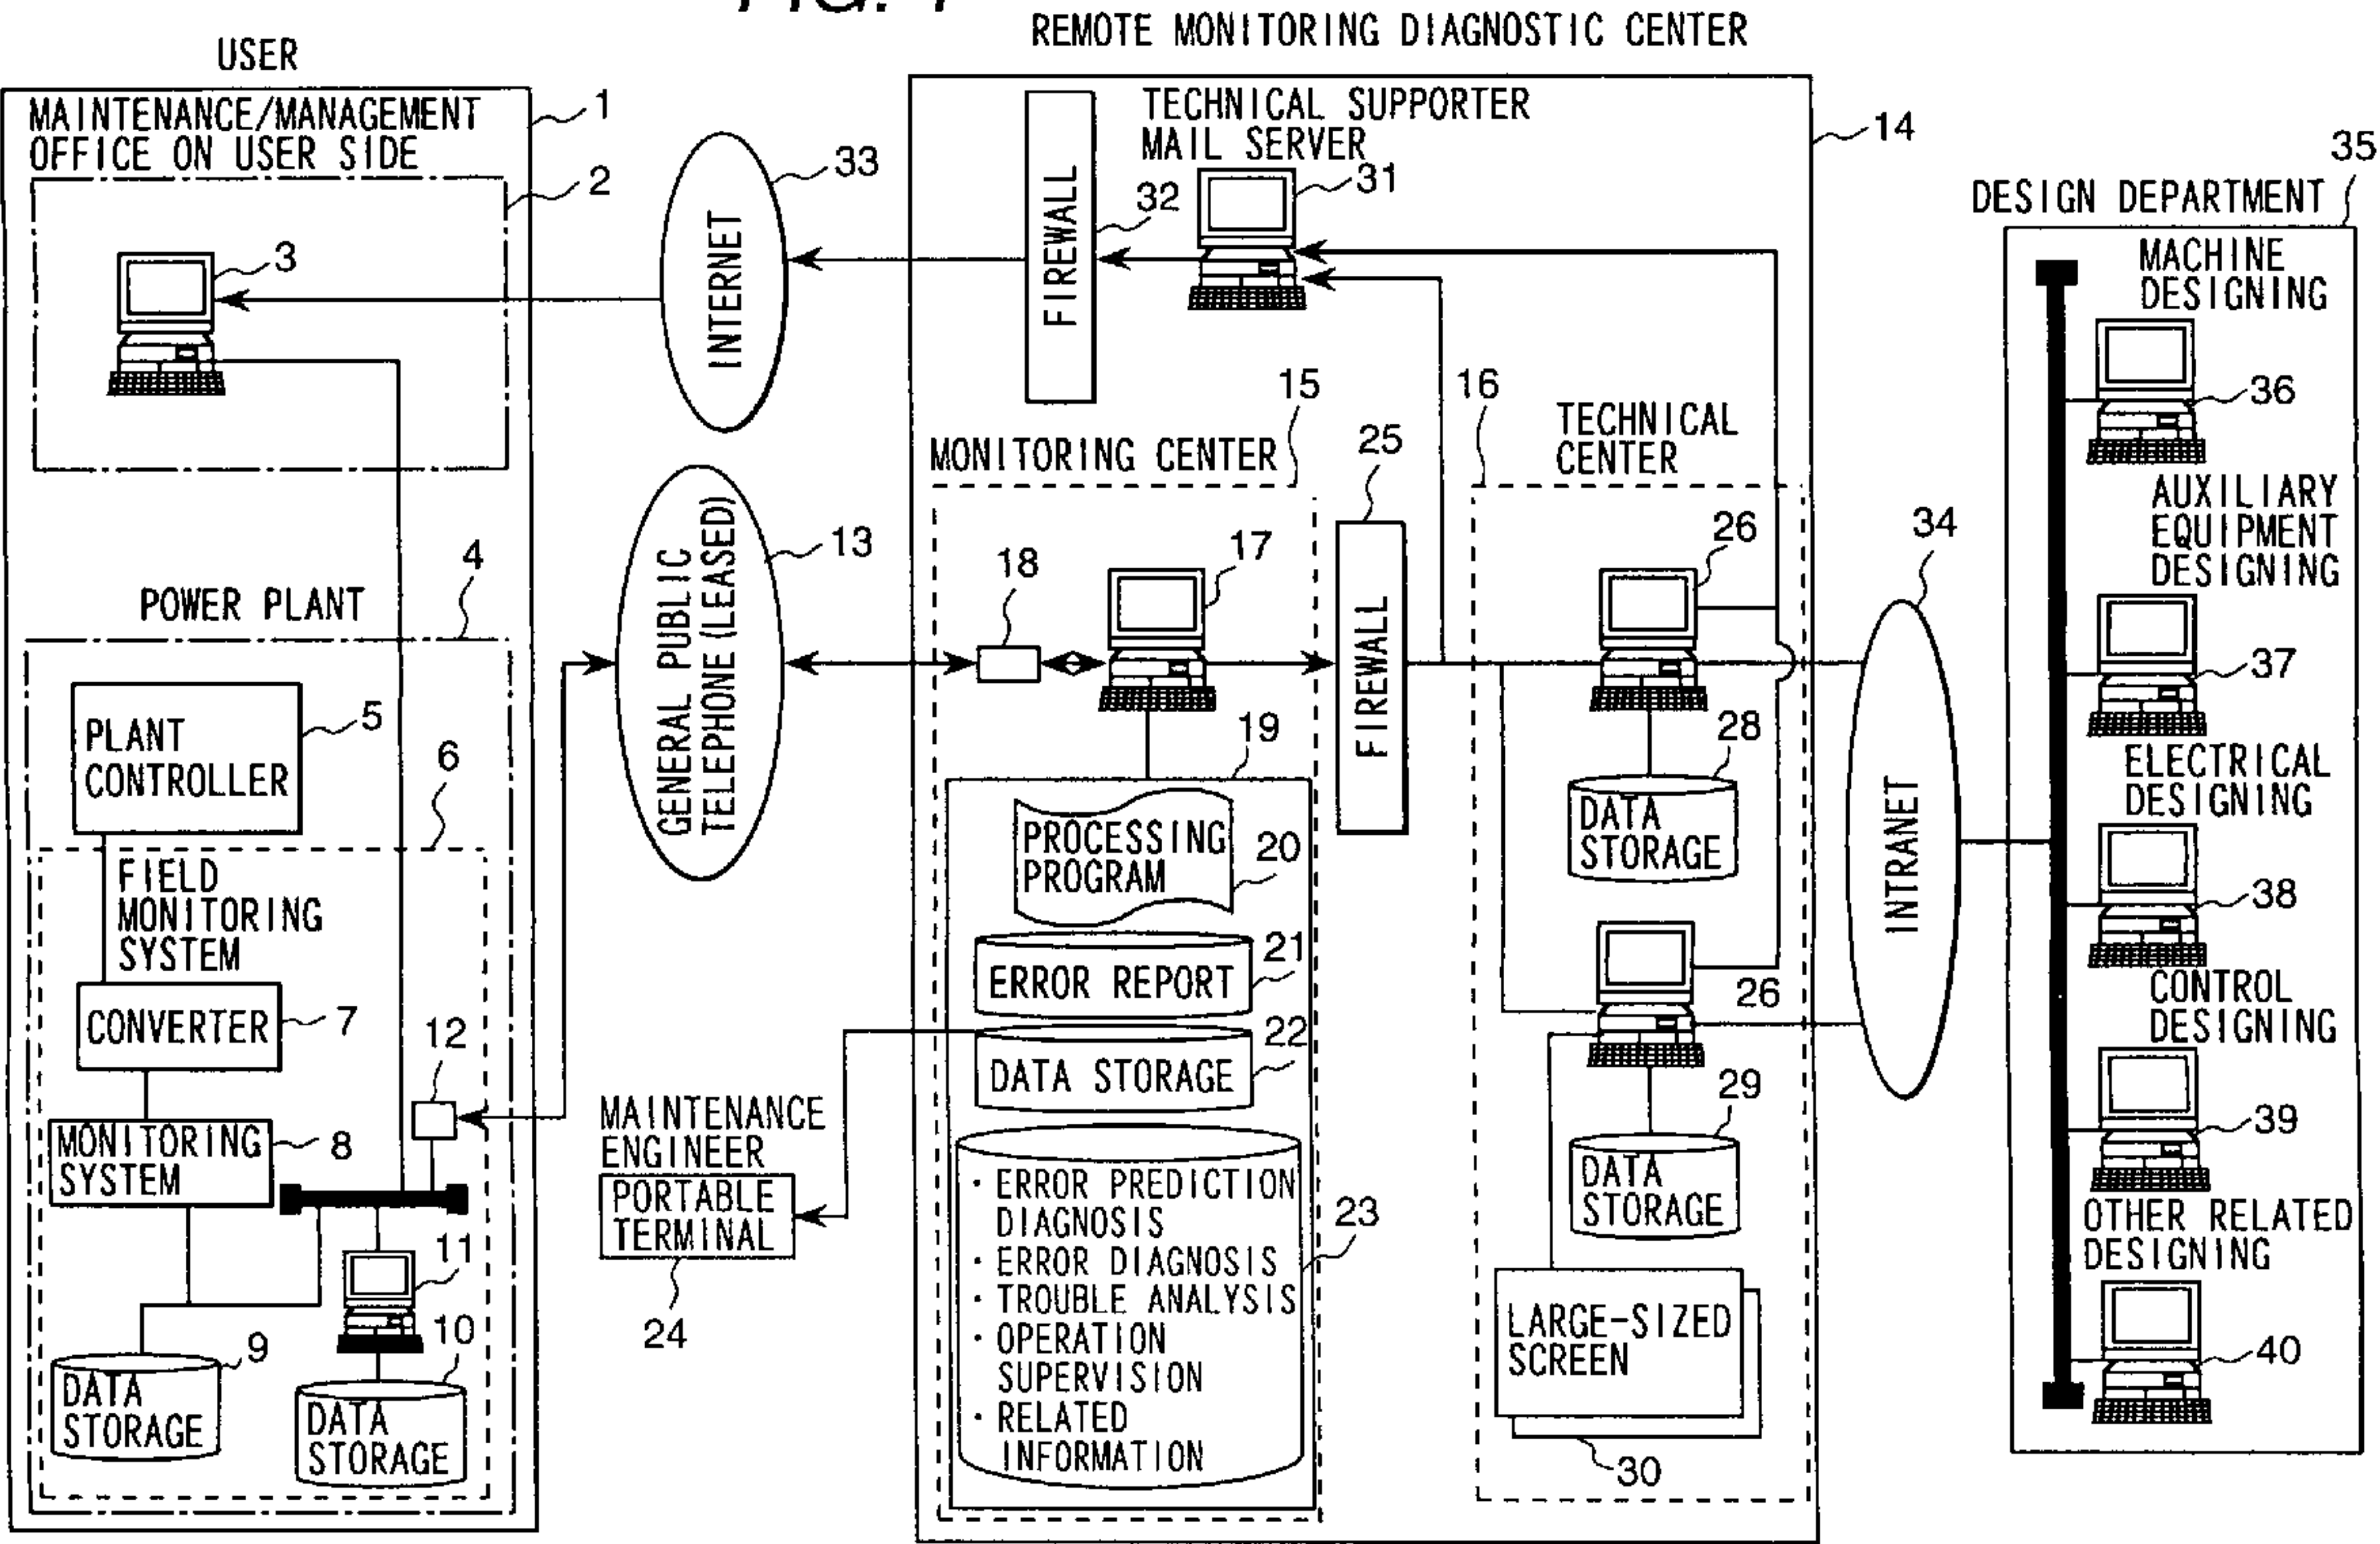 FIG. 1
REMOTE MONITORING DIAGNOSTIC CENTER
USER
MAINTENANCE/MANAGEMENT
OFFICE ON USER SIDE
1
2
3
POWER PLANT
4
PLANT
CONTROLLER
5
6
FIELD
MONITORING
SYSTEM
CONVERTER
7
12
MONITORING
SYSTEM
8
11
10
9
DATA
STORAGE
DATA
STORAGE
33
INTERNET
GENERAL PUBLIC
TELEPHONE (LEASED)
13
MAINTENANCE
ENGINEER
PORTABLE
TERMINAL
24
TECHNICAL SUPPORTER
MAIL SERVER
14
31
32
FIREWALL
15
16
MONITORING CENTER
25
TECHNICAL
CENTER
18
17
26
FIREWALL
19
28
DATA
STORAGE
PROCESSING
PROGRAM
20
21
ERROR REPORT
22
DATA STORAGE
26
29
DATA
STORAGE
· ERROR PREDICTION
DIAGNOSIS
· ERROR DIAGNOSIS
· TROUBLE ANALYSIS
· OPERATION
SUPERVISION
· RELATED
INFORMATION
23
LARGE-SIZED
SCREEN
30
34
INTRANET
35
DESIGN DEPARTMENT
MACHINE
DESIGNING
36
AUXILIARY
EQUIPMENT
DESIGNING
37
ELECTRICAL
DESIGNING
38
CONTROL
DESIGNING
39
OTHER RELATED
DESIGNING
40